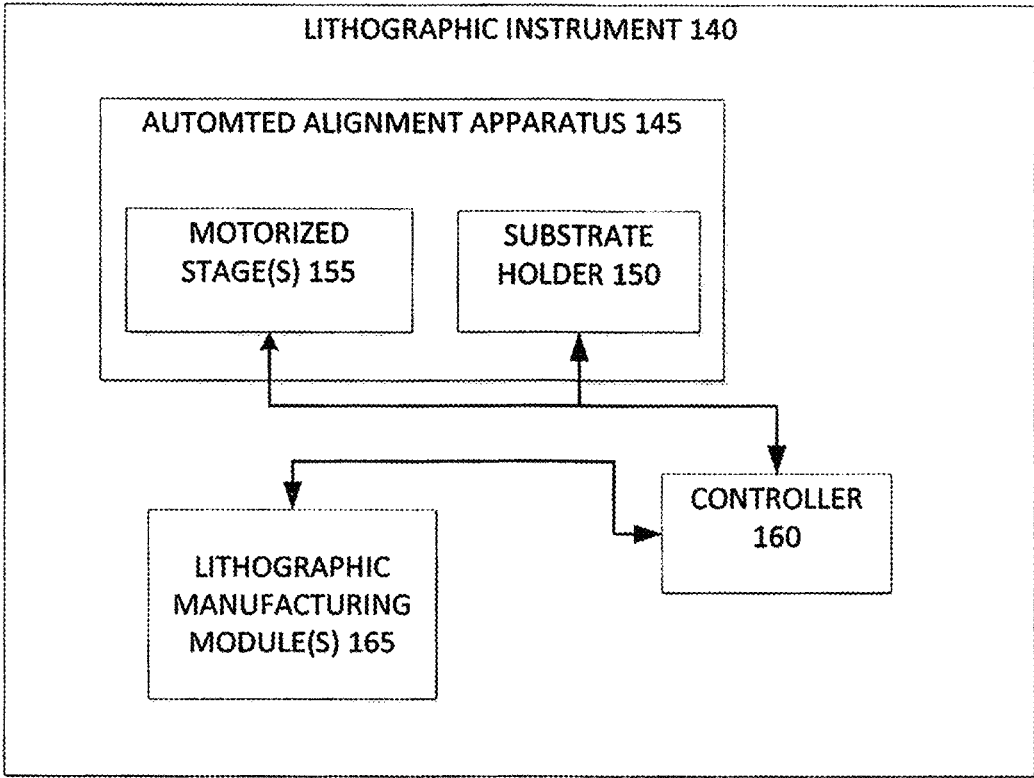 LITHOGRAPHIC INSTRUMENT 140
AUTOMTED ALIGNMENT APPARATUS 145
MOTORIZED
STAGE(S) 155
SUBSTRATE
HOLDER 150
CONTROLLER
160
LITHOGRAPHIC
MANUFACTURING
MODULE(S) 165